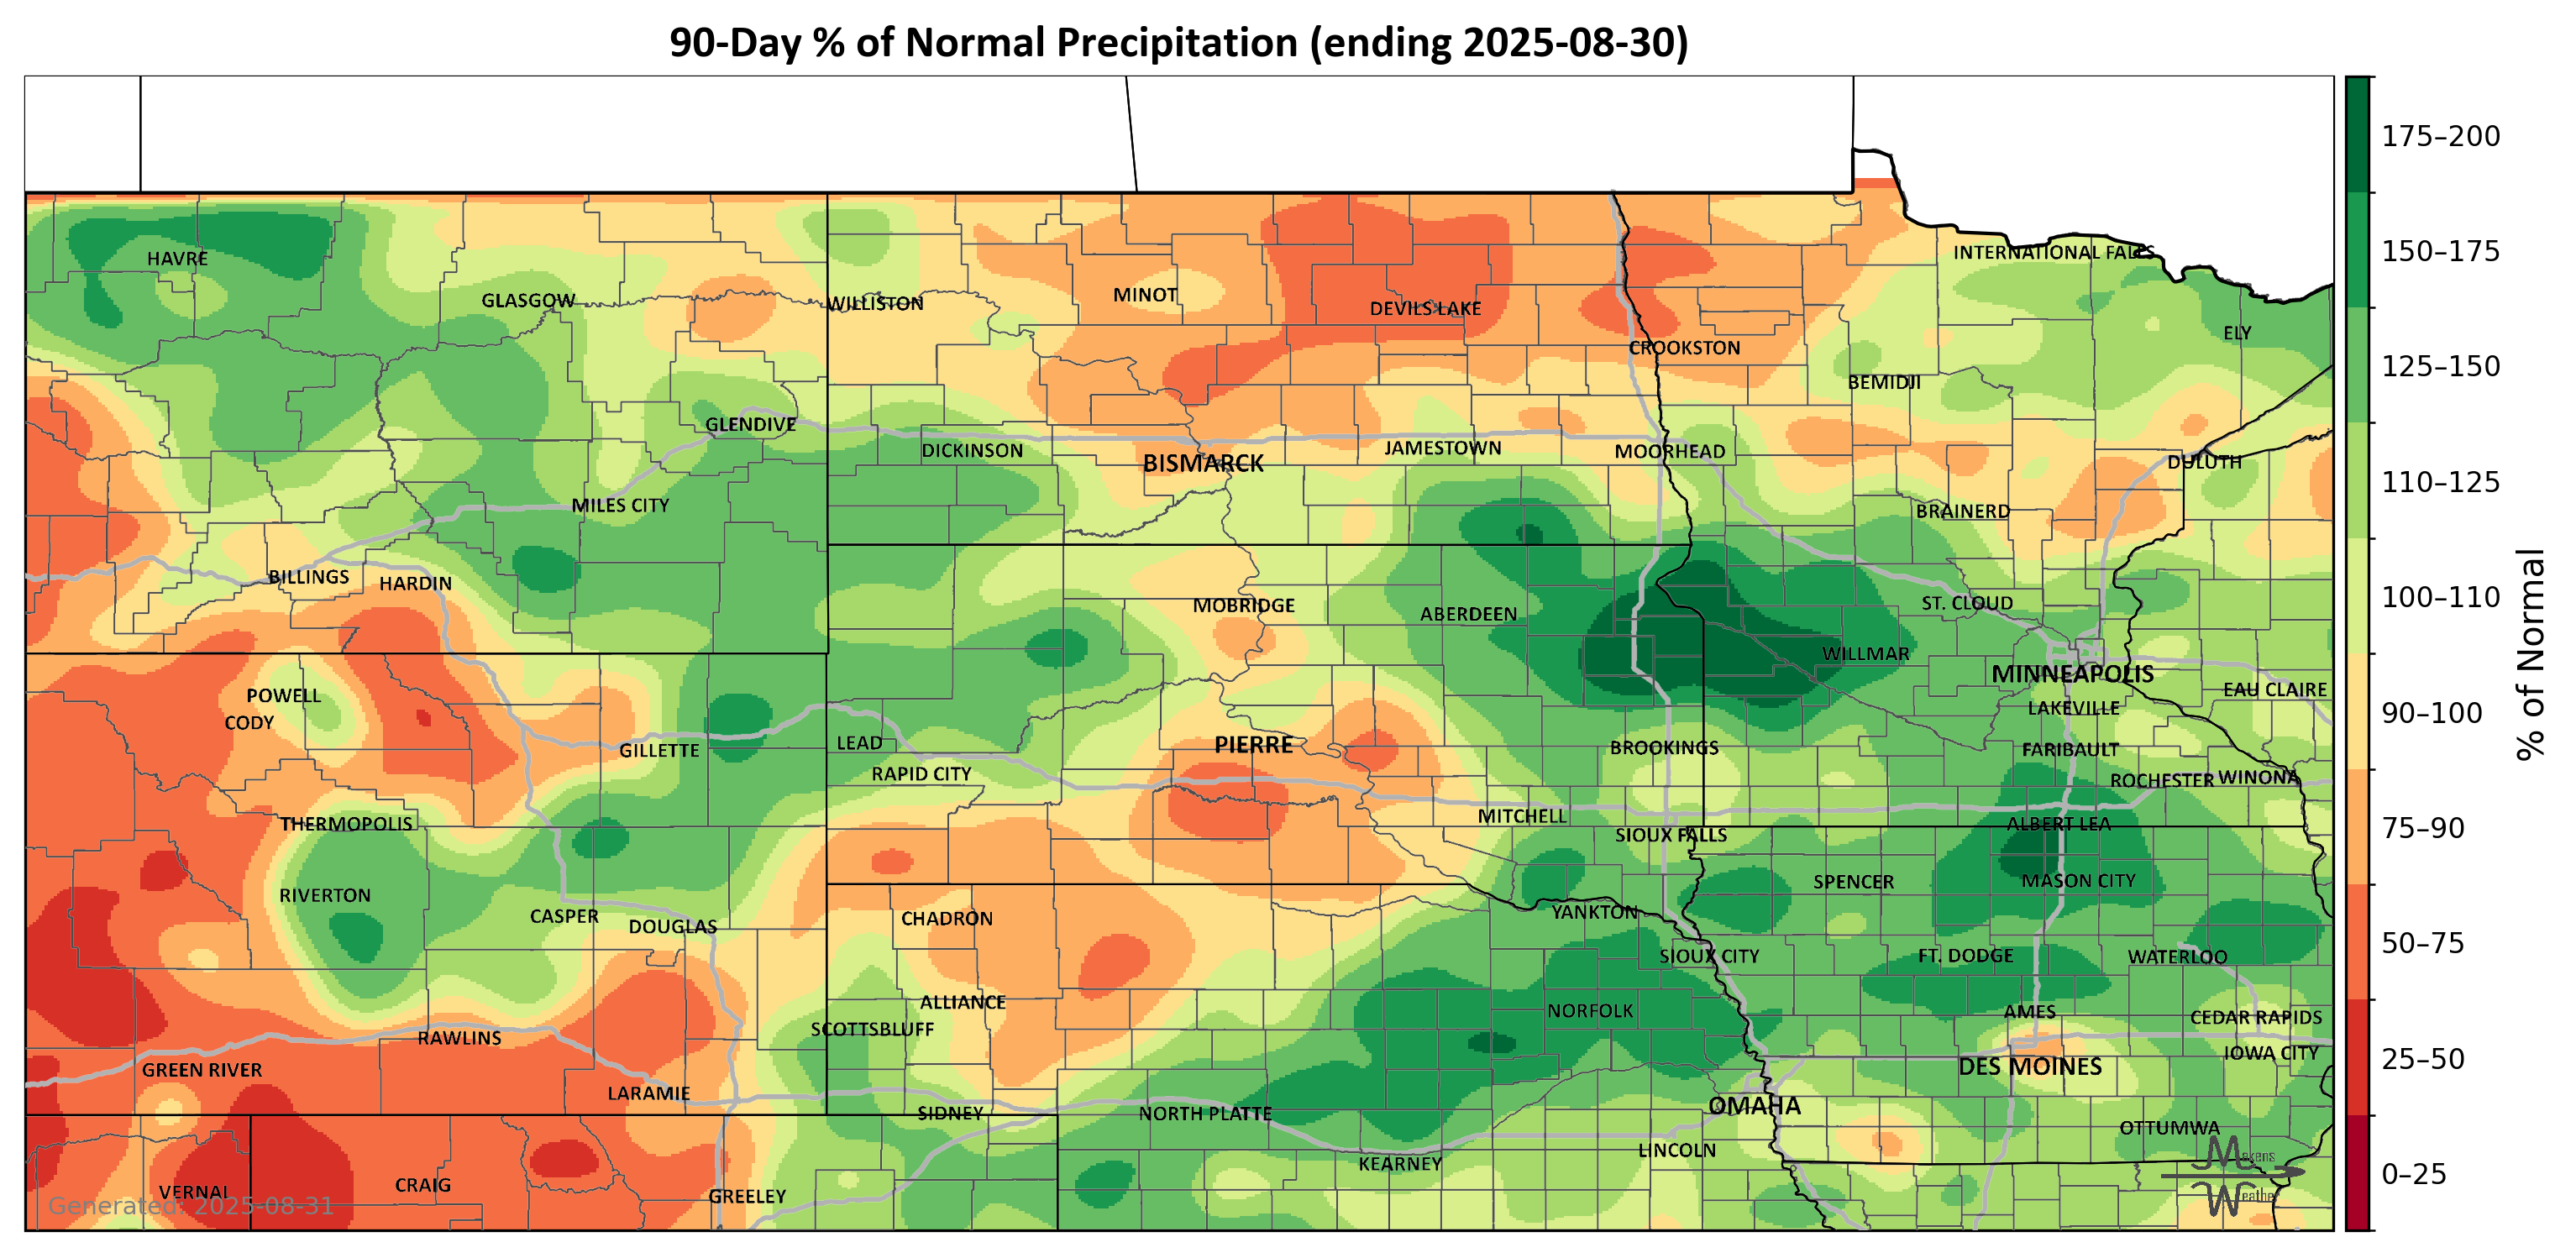 90-Day % of Normal Precipitation (ending 2025-08-30)
175–200
150–175
125–150
110–125
100–110
90–100
75–90
50–75
25–50
0–25
% of Normal
HAVRE
GLASGOW
WILLISTON
MINOT
DEVILS LAKE
CROOKSTON
INTERNATIONAL FALLS
ELY
BEMIDJI
GLENDIVE
DICKINSON
BISMARCK
JAMESTOWN
MOORHEAD
DULUTH
MILES CITY
BRAINERD
BILLINGS
HARDIN
MOBRIDGE
ABERDEEN
ST. CLOUD
WILLMAR
MINNEAPOLIS
EAU CLAIRE
POWELL
CODY
LAKEVILLE
GILLETTE
LEAD
PIERRE
BROOKINGS
FARIBAULT
RAPID CITY
ROCHESTER
WINONA
THERMOPOLIS
MITCHELL
SIOUX FALLS
ALBERT LEA
RIVERTON
SPENCER
MASON CITY
CASPER
DOUGLAS
CHADRON
YANKTON
SIOUX CITY
FT. DODGE
WATERLOO
ALLIANCE
NORFOLK
AMES
CEDAR RAPIDS
SCOTTSBLUFF
RAWLINS
IOWA CITY
GREEN RIVER
DES MOINES
LARAMIE
SIDNEY
NORTH PLATTE
OMAHA
OTTUMWA
LINCOLN
KEARNEY
VERNAL
CRAIG
GREELEY
Generated: 2025-08-31
Makens
Weather